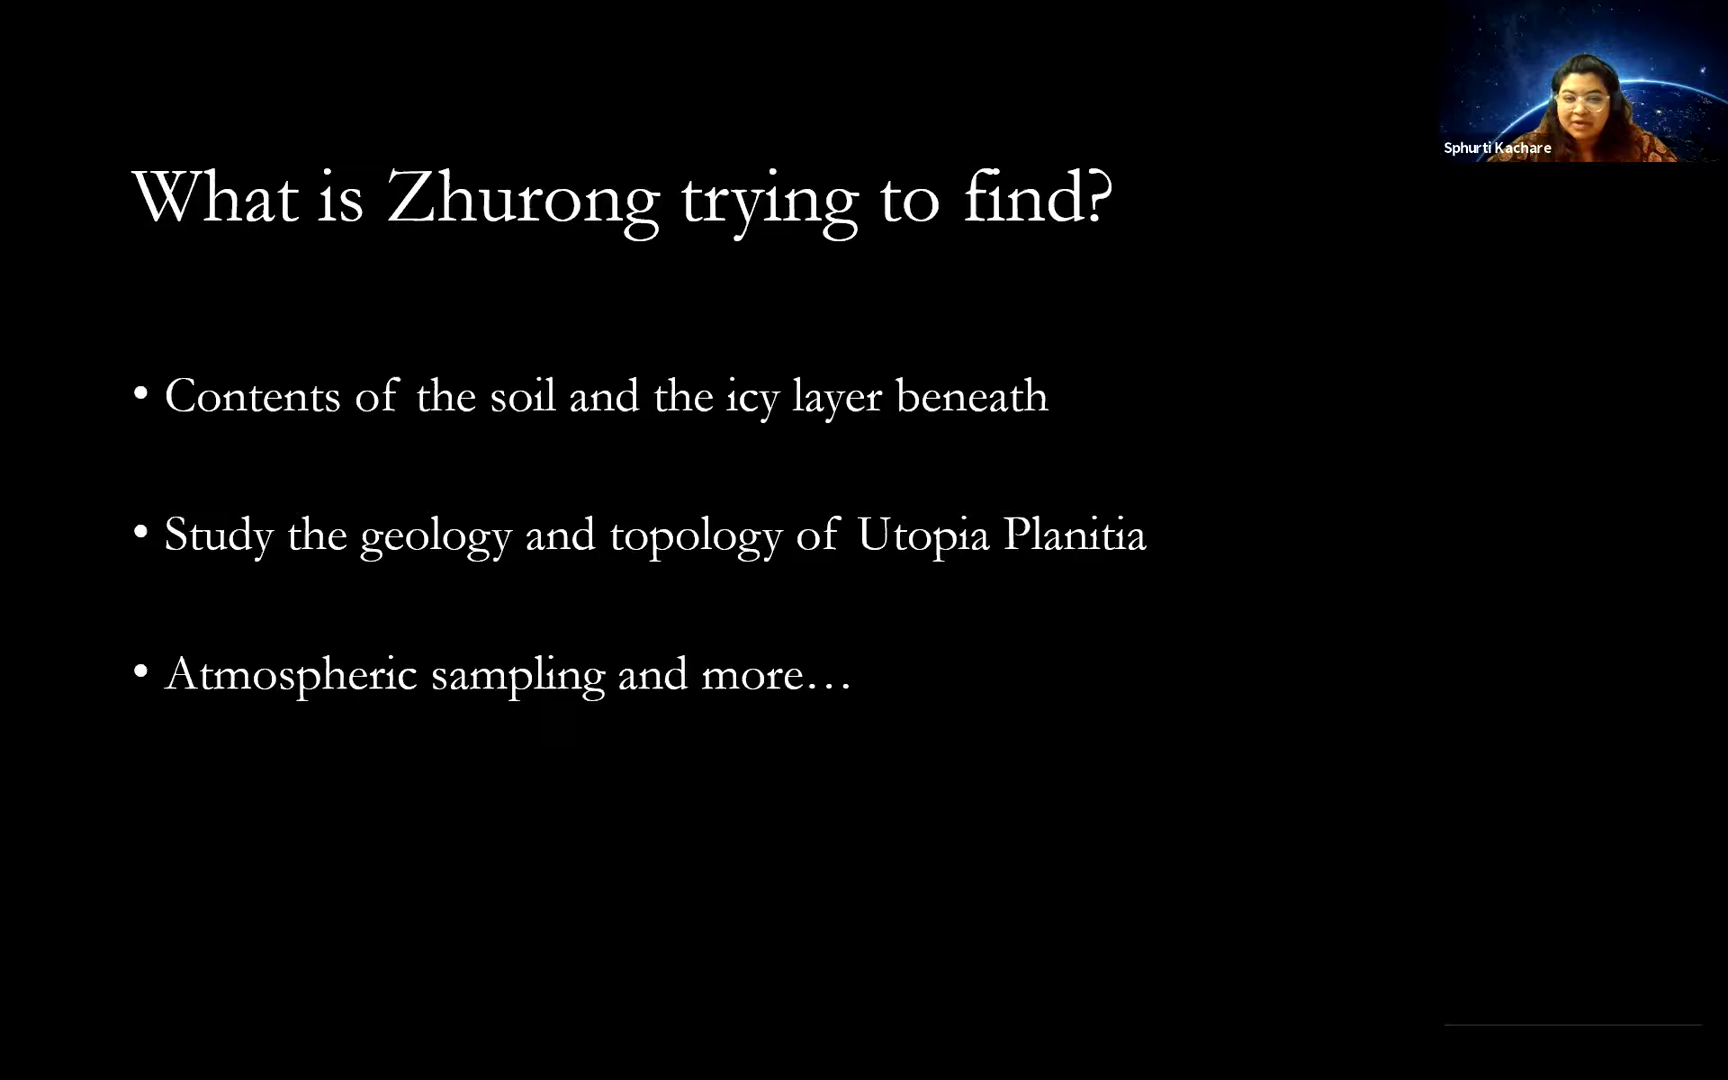 Sphurti Kachare
What is Zhurong trying to find?
• Contents of the soil and the icy layer beneath
• Study the geology and topology of Utopia Planitia
• Atmospheric sampling and more…